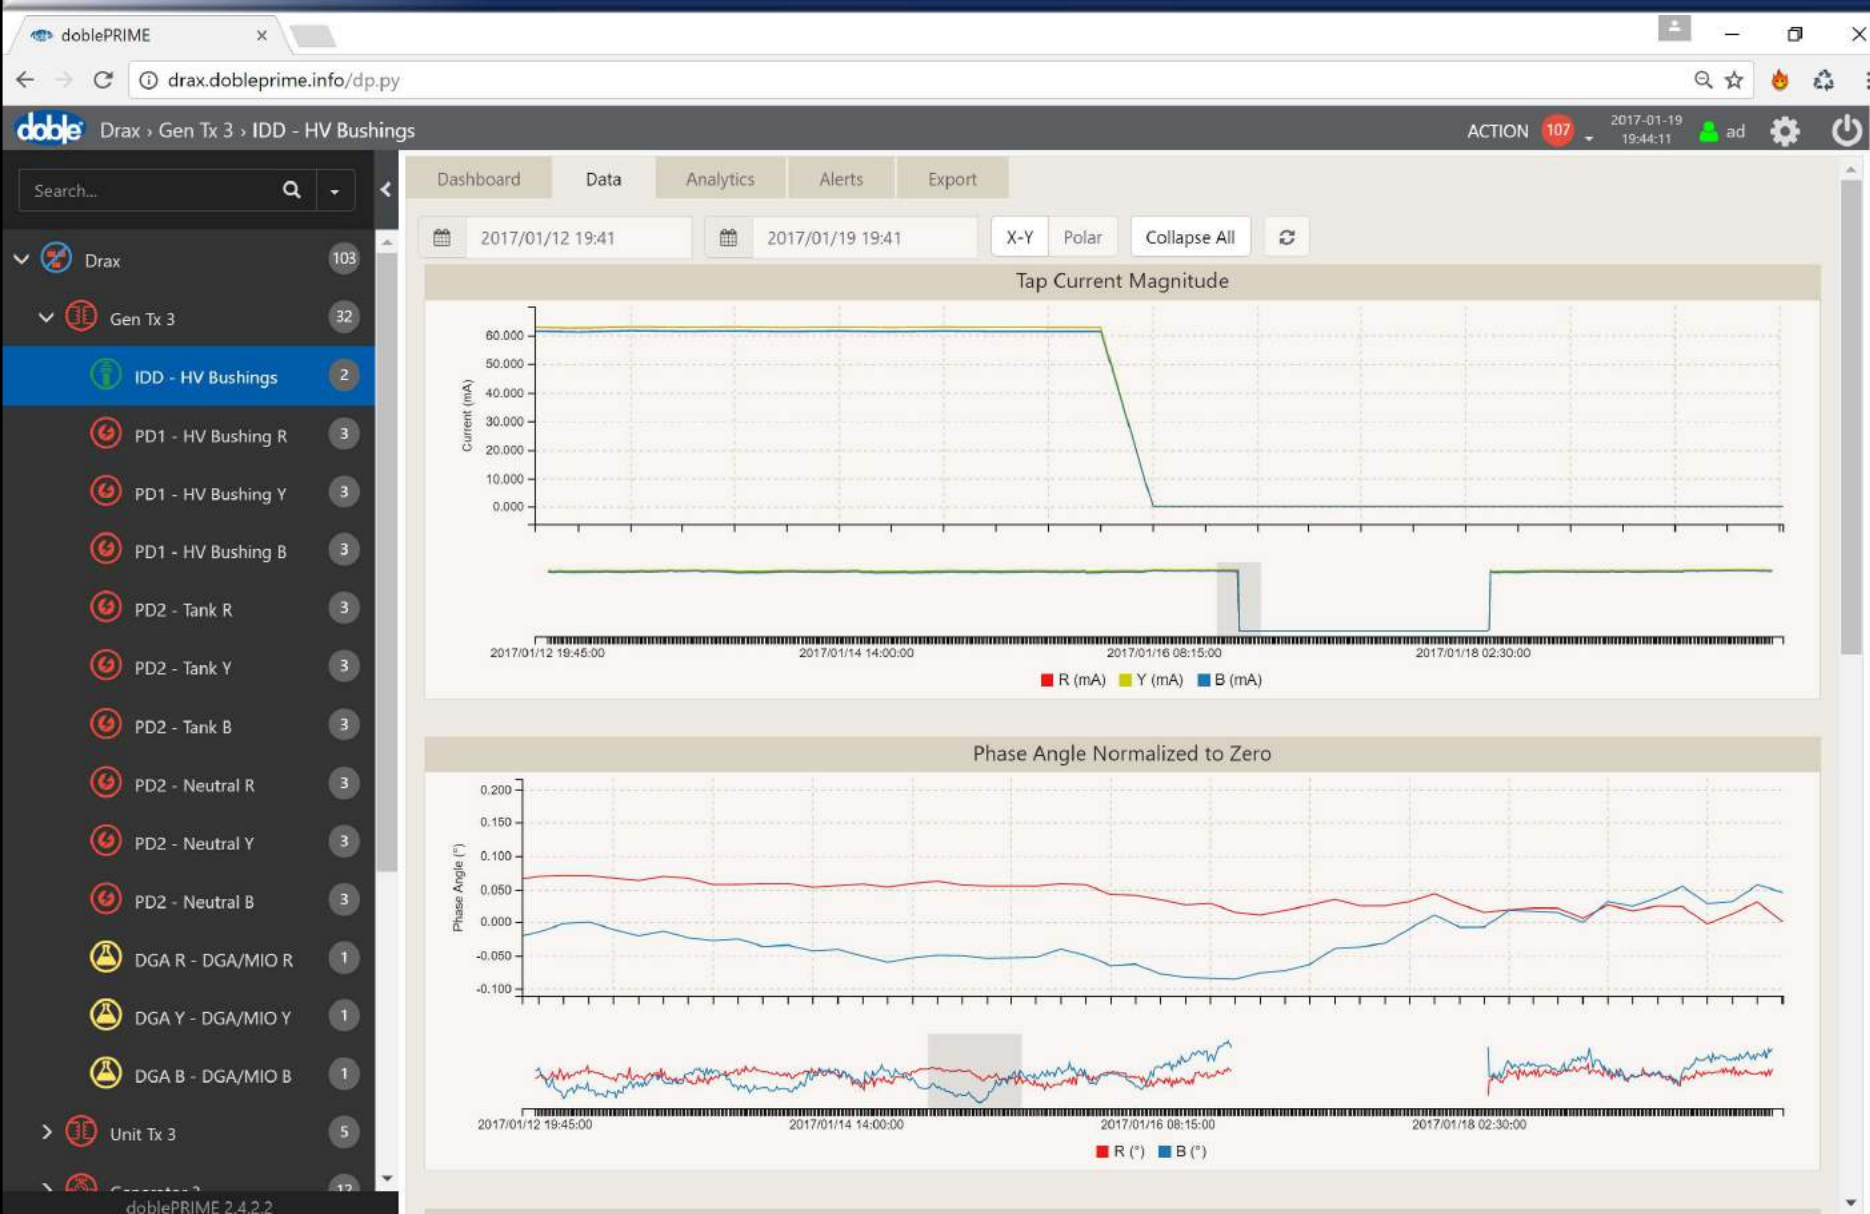 doblePRIME
drax.dobleprime.info/dp.py
doble Drax › Gen Tx 3 › IDD - HV Bushings
ACTION 107 2017-01-19 19:44:11 ad
Search...
Drax 103
Gen Tx 3 32
IDD - HV Bushings 2
PD1 - HV Bushing R 3
PD1 - HV Bushing Y 3
PD1 - HV Bushing B 3
PD2 - Tank R 3
PD2 - Tank Y 3
PD2 - Tank B 3
PD2 - Neutral R 3
PD2 - Neutral Y 3
PD2 - Neutral B 3
DGA R - DGA/MIO R 1
DGA Y - DGA/MIO Y 1
DGA B - DGA/MIO B 1
Unit Tx 3 5
doblePRIME 2.4.2.2
Dashboard Data Analytics Alerts Export
2017/01/12 19:41 2017/01/19 19:41 X-Y Polar Collapse All
Tap Current Magnitude
Current (mA)
60.000
50.000
40.000
30.000
20.000
10.000
0.000
2017/01/12 19:45:00 2017/01/14 14:00:00 2017/01/16 08:15:00 2017/01/18 02:30:00
R (mA) Y (mA) B (mA)
Phase Angle Normalized to Zero
Phase Angle (°)
0.200
0.150
0.100
0.050
0.000
-0.050
-0.100
2017/01/12 19:45:00 2017/01/14 14:00:00 2017/01/16 08:15:00 2017/01/18 02:30:00
R (°) B (°)